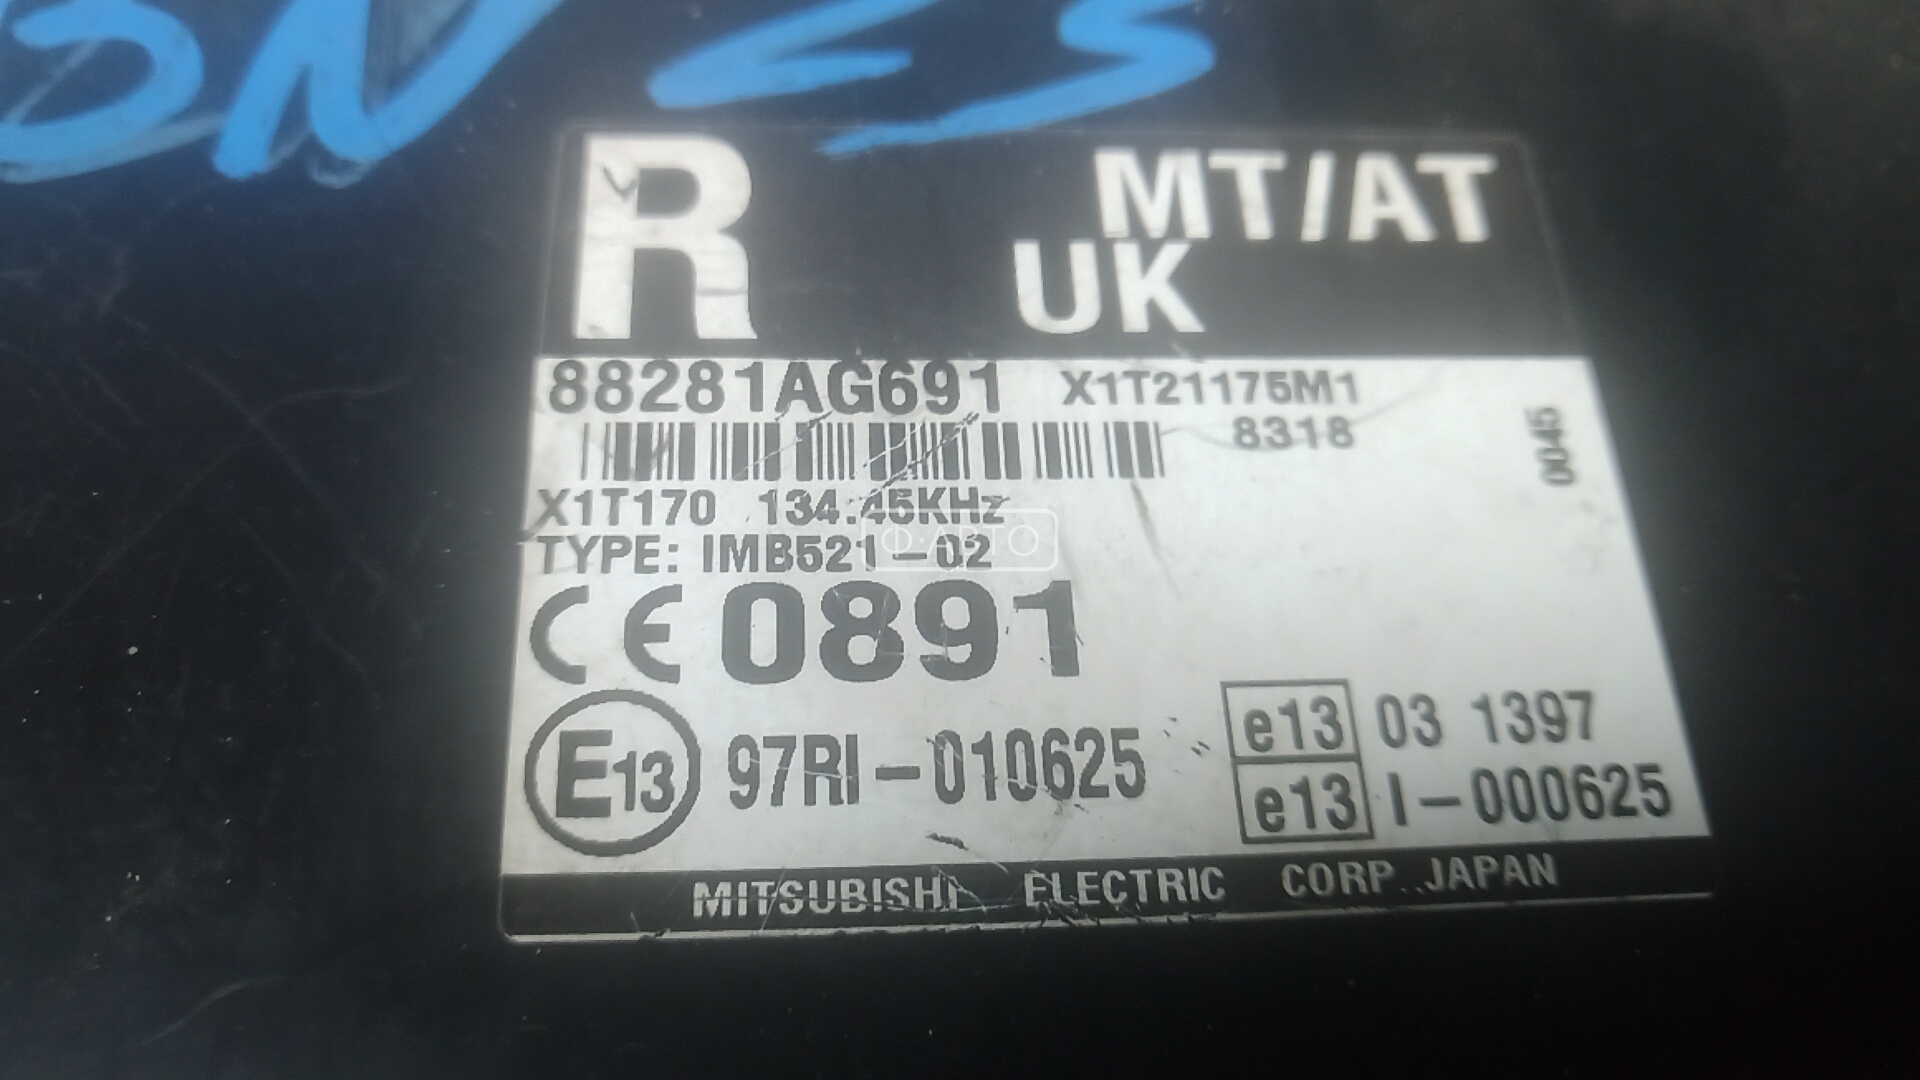 R MT/AT
UK
88281AG691 X1T21175M1
8318
0045
X1T170 134.45KHz
TYPE: IMB521-02
Ф·АВТО
CE 0891
E13 97RI-010625
e13 03 1397
e13 I-000625
MITSUBISHI ELECTRIC CORP. JAPAN